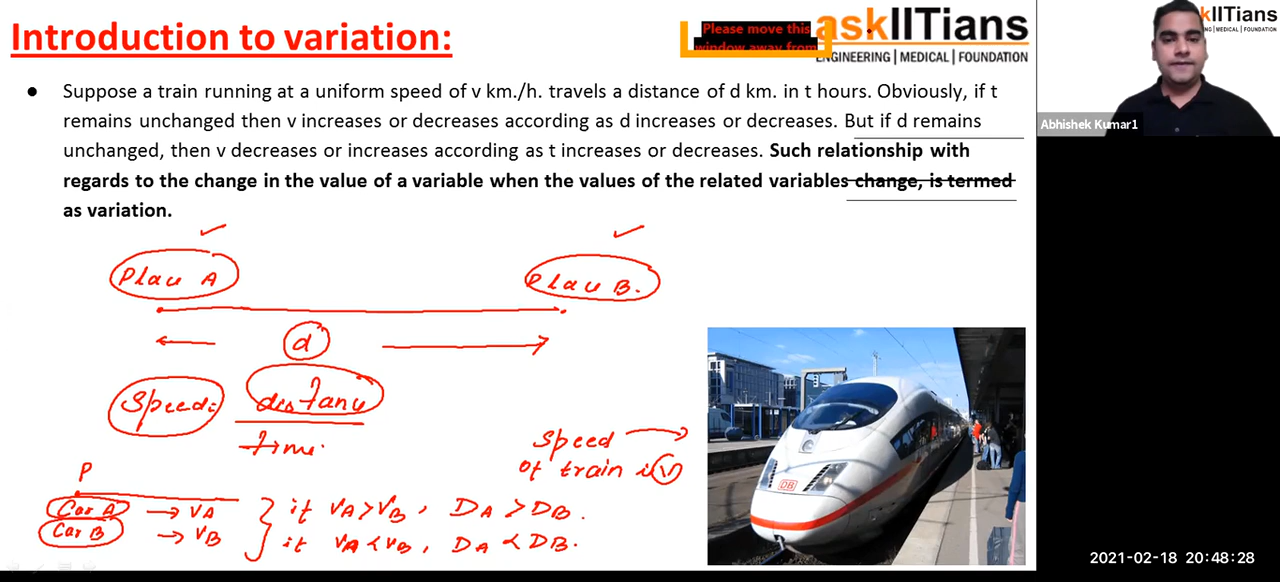 Introduction to variation:
Please move this
window away from
askIITians
ENGINEERING | MEDICAL | FOUNDATION
kIITians
NG | MEDICAL | FOUNDATION
Abhishek Kumar1
● Suppose a train running at a uniform speed of v km./h. travels a distance of d km. in t hours. Obviously, if t
remains unchanged then v increases or decreases according as d increases or decreases. But if d remains
unchanged, then v decreases or increases according as t increases or decreases. Such relationship with
regards to the change in the value of a variable when the values of the related variables change, is termed
as variation.
Place A
Place B.
d
Speed = distance
time.
Speed →
of train is v
P
Car A → VA } if VA > VB, DA > DB.
Car B → VB } if VA < VB, DA < DB.
DB
2021-02-18 20:48:28